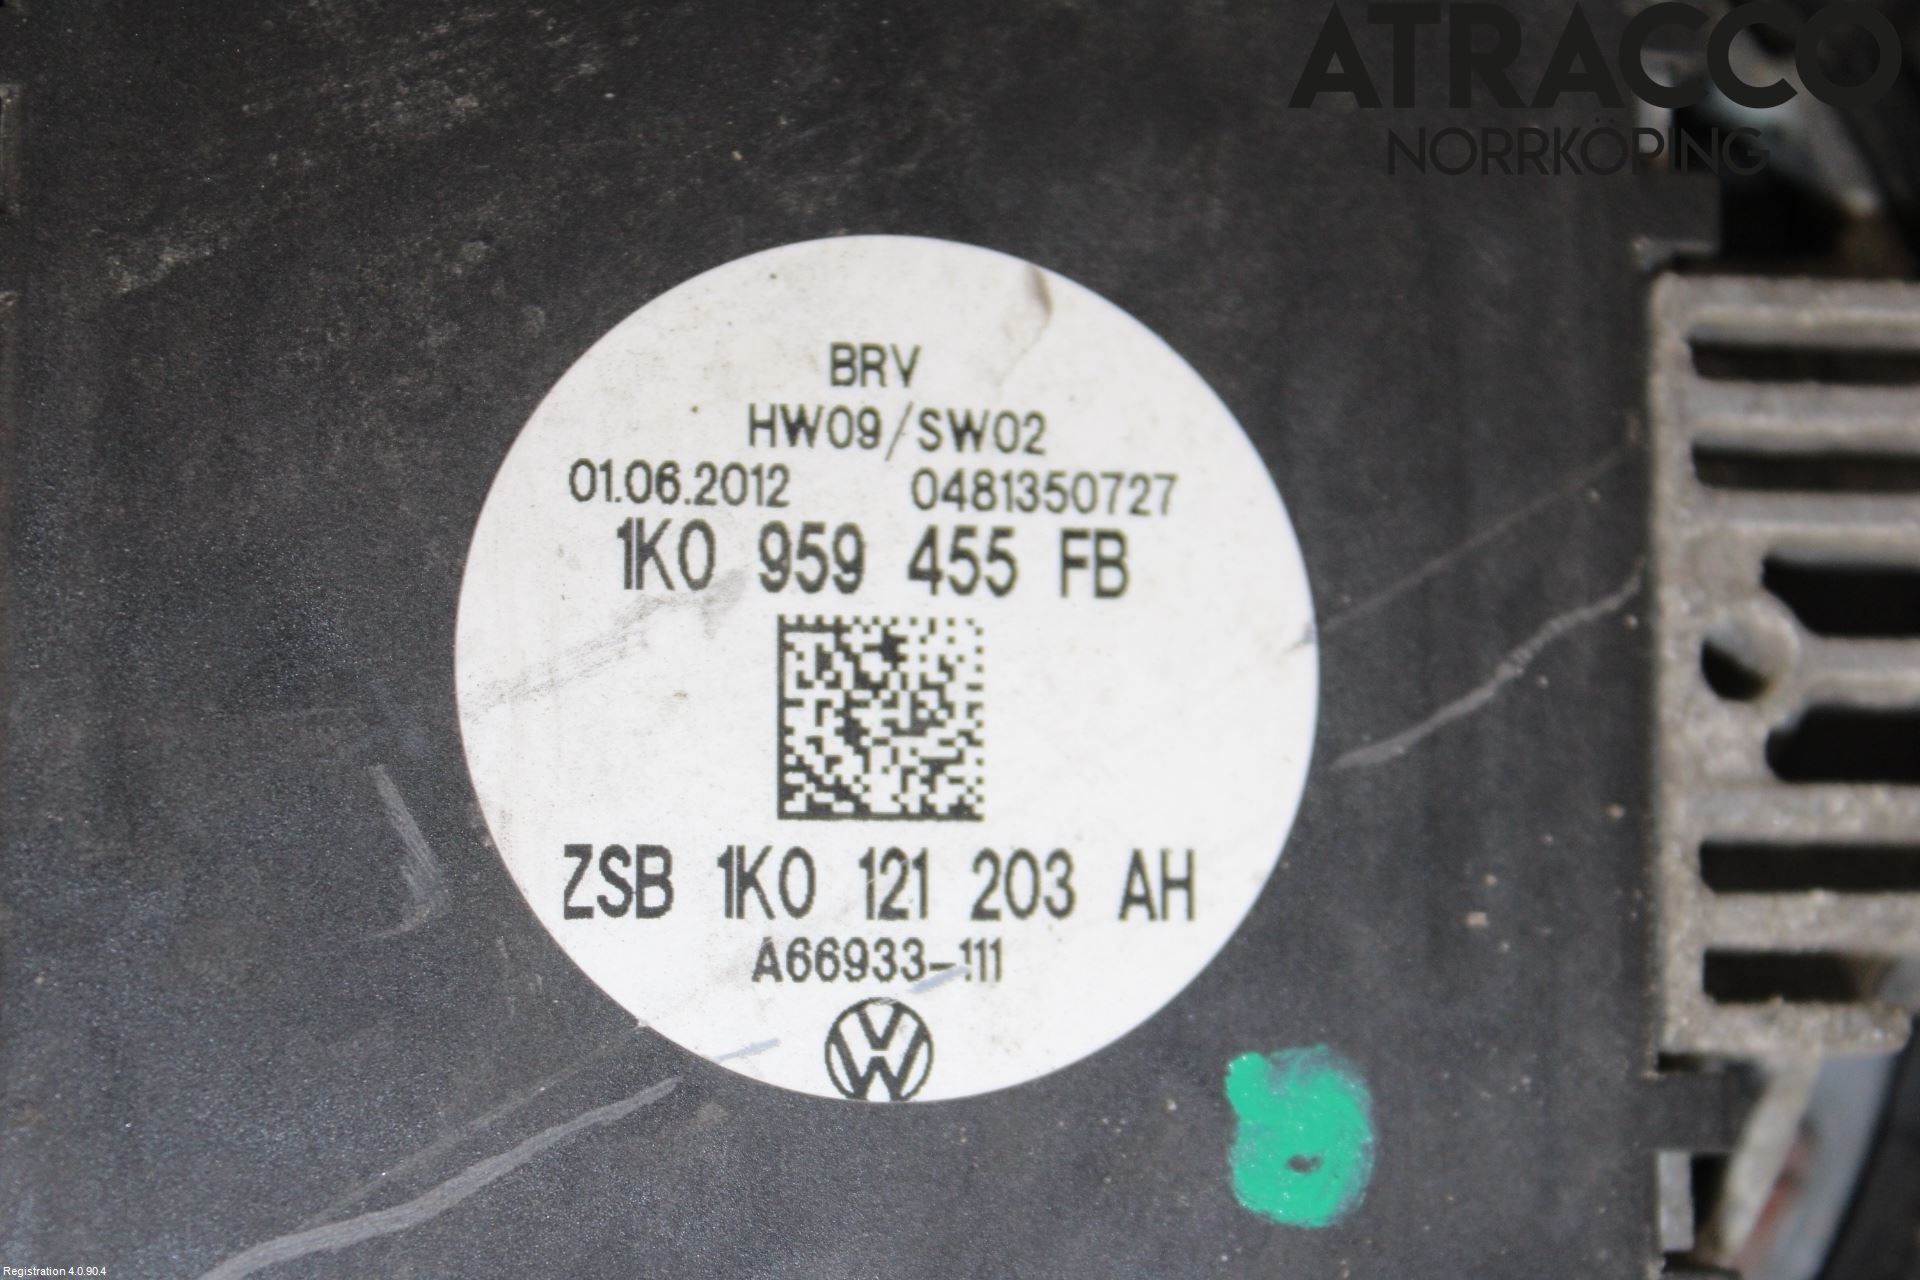 ATRACCO
NORRKÖPING
BRV
HW09/SW02
01.06.2012 0481350727
1K0 959 455 FB
ZSB 1K0 121 203 AH
A66933-111
VW
Registration 4.0.90.4